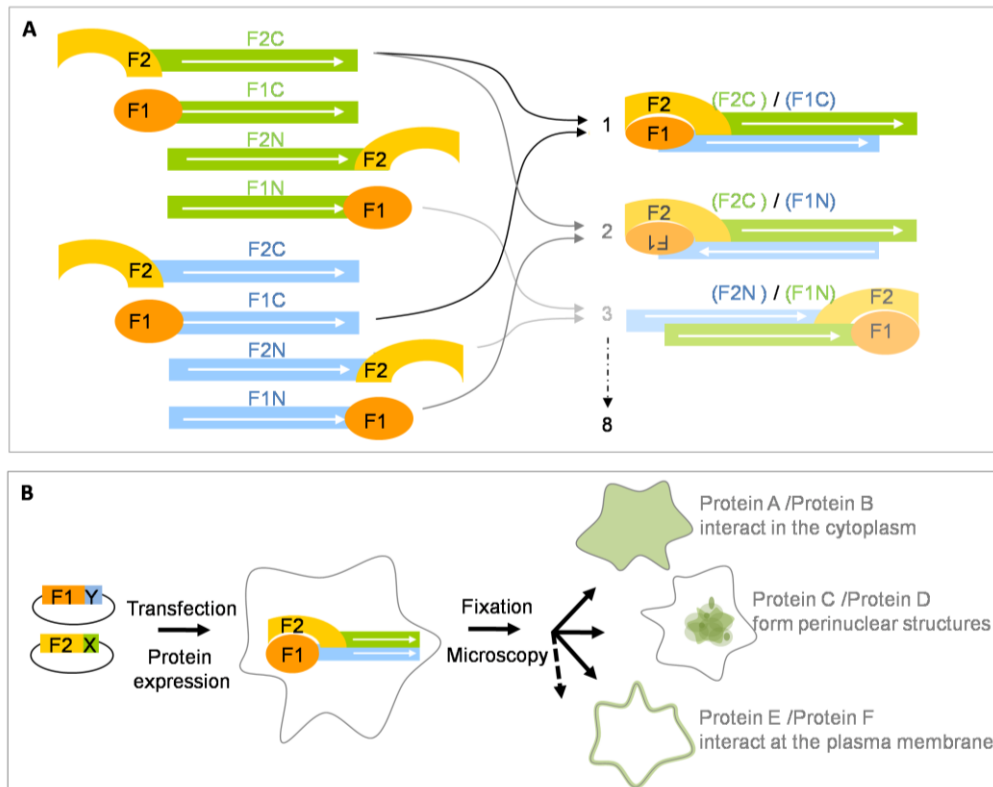 A
F2C
F2
F1C
F1
F2N
F2
F1N
F1
F2C
F2
F1C
F1
F2N
F2
F1N
F1
1
2
3
8
(F2C ) / (F1C)
F2
F1
(F2C ) / (F1N)
F2
F1
(F2N ) / (F1N)
F2
F1
B
F1 Y
F2 X
Transfection
Protein
expression
F2
F1
Fixation
Microscopy
Protein A /Protein B
interact in the cytoplasm
Protein C /Protein D
form perinuclear structures
Protein E /Protein F
interact at the plasma membrane